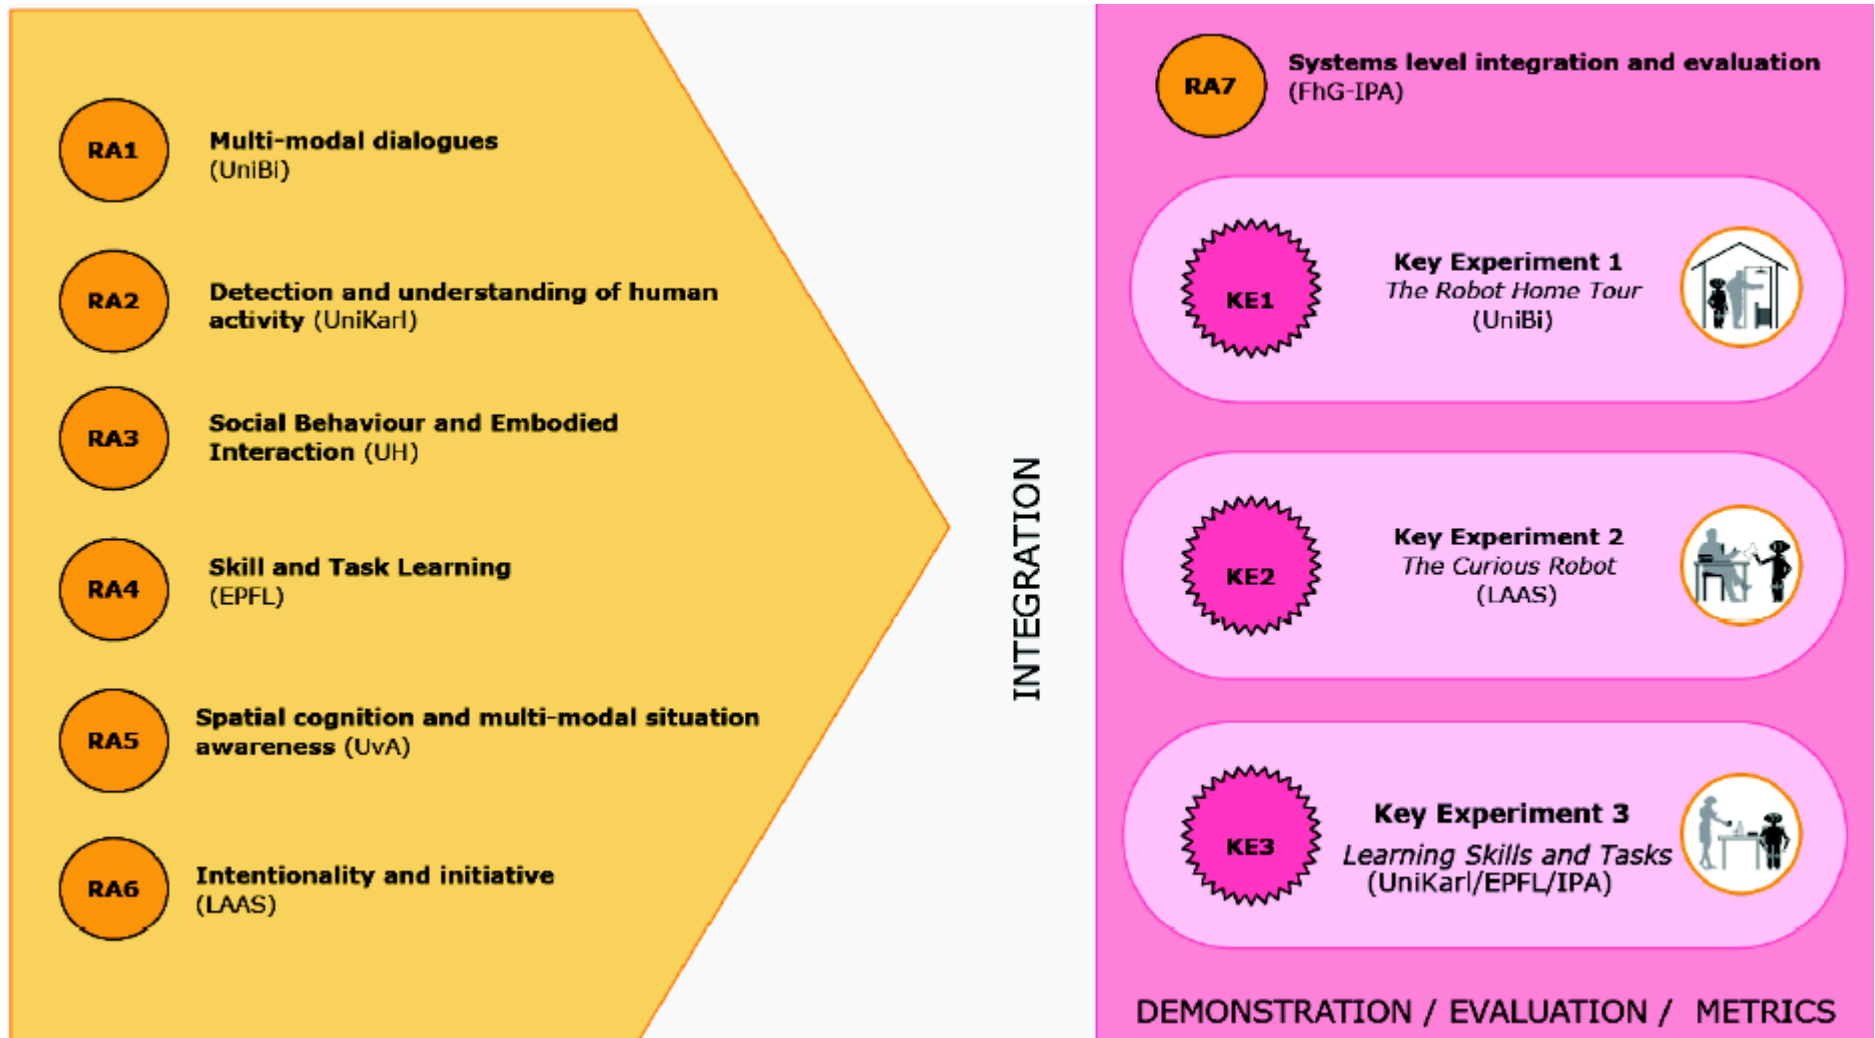 RA1
Multi-modal dialogues
(UniBi)
RA2
Detection and understanding of human
activity (UniKarl)
RA3
Social Behaviour and Embodied
Interaction (UH)
RA4
Skill and Task Learning
(EPFL)
RA5
Spatial cognition and multi-modal situation
awareness (UvA)
RA6
Intentionality and initiative
(LAAS)
INTEGRATION
RA7
Systems level integration and evaluation
(FhG-IPA)
KE1
Key Experiment 1
The Robot Home Tour
(UniBi)
KE2
Key Experiment 2
The Curious Robot
(LAAS)
KE3
Key Experiment 3
Learning Skills and Tasks
(UniKarl/EPFL/IPA)
DEMONSTRATION / EVALUATION / METRICS